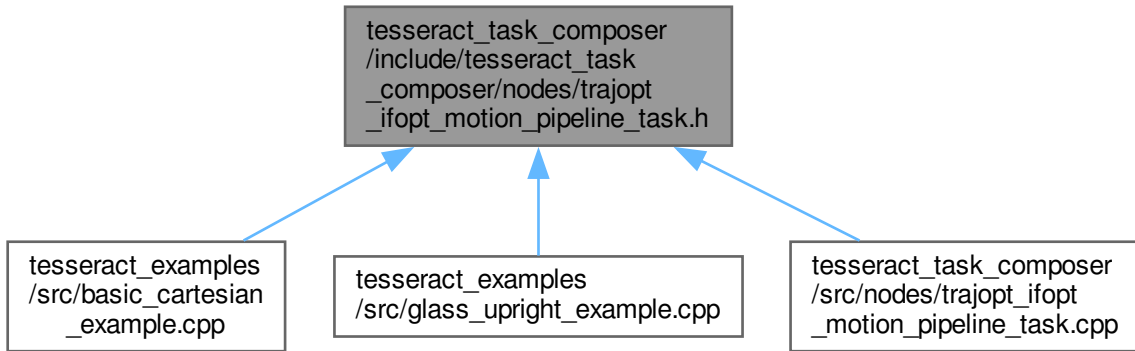 tesseract_task_composer
/include/tesseract_task
_composer/nodes/trajopt
_ifopt_motion_pipeline_task.h
tesseract_examples
/src/basic_cartesian
_example.cpp
tesseract_examples
/src/glass_upright_example.cpp
tesseract_task_composer
/src/nodes/trajopt_ifopt
_motion_pipeline_task.cpp